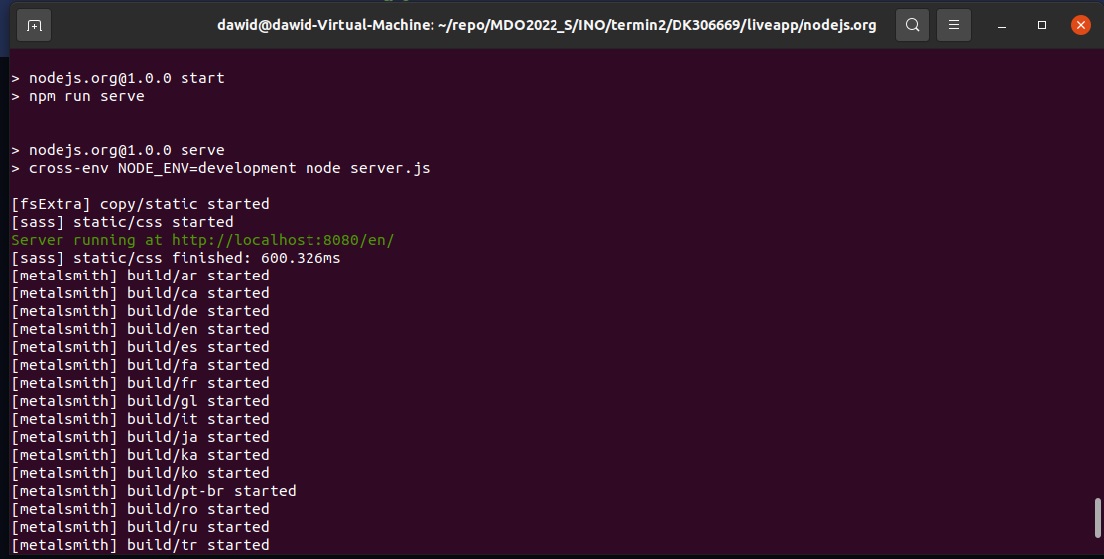 dawid@dawid-Virtual-Machine: ~/repo/MDO2022_S/INO/termin2/DK306669/liveapp/nodejs.org
> nodejs.org@1.0.0 start
> npm run serve
> nodejs.org@1.0.0 serve
> cross-env NODE_ENV=development node server.js
[fsExtra] copy/static started
[sass] static/css started
Server running at http://localhost:8080/en/
[sass] static/css finished: 600.326ms
[metalsmith] build/ar started
[metalsmith] build/ca started
[metalsmith] build/de started
[metalsmith] build/en started
[metalsmith] build/es started
[metalsmith] build/fa started
[metalsmith] build/fr started
[metalsmith] build/gl started
[metalsmith] build/it started
[metalsmith] build/ja started
[metalsmith] build/ka started
[metalsmith] build/ko started
[metalsmith] build/pt-br started
[metalsmith] build/ro started
[metalsmith] build/ru started
[metalsmith] build/tr started